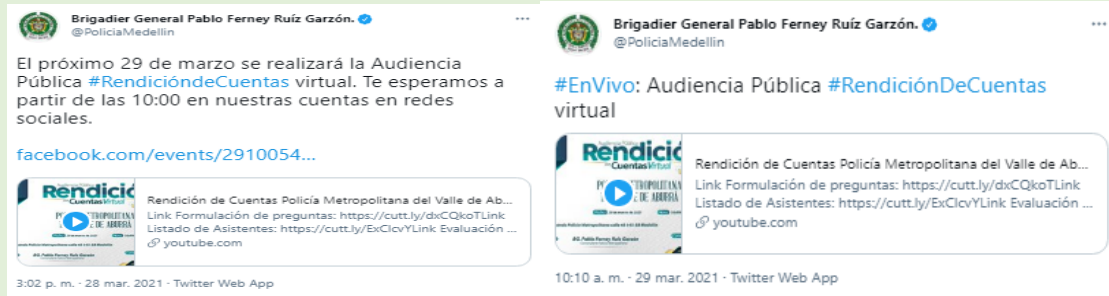 Brigadier General Pablo Ferney Ruíz Garzón.
@PoliciaMedellin
El próximo 29 de marzo se realizará la Audiencia
Pública #RendicióndeCuentas virtual. Te esperamos a
partir de las 10:00 en nuestras cuentas en redes
sociales.
facebook.com/events/2910054...
Rendició
Cuentas Virtual
Rendición de Cuentas Policía Metropolitana del Valle de Ab...
Link Formulación de preguntas: https://cutt.ly/dxCQkoTLink
Listado de Asistentes: https://cutt.ly/ExClcvYLink Evaluación ...
youtube.com
3:02 p. m. · 28 mar. 2021 · Twitter Web App
Brigadier General Pablo Ferney Ruíz Garzón.
@PoliciaMedellin
#EnVivo: Audiencia Pública #RendiciónDeCuentas
virtual
Rendició
Cuentas Virtual
Rendición de Cuentas Policía Metropolitana del Valle de Ab...
Link Formulación de preguntas: https://cutt.ly/dxCQkoTLink
Listado de Asistentes: https://cutt.ly/ExClcvYLink Evaluación ...
youtube.com
10:10 a. m. · 29 mar. 2021 · Twitter Web App